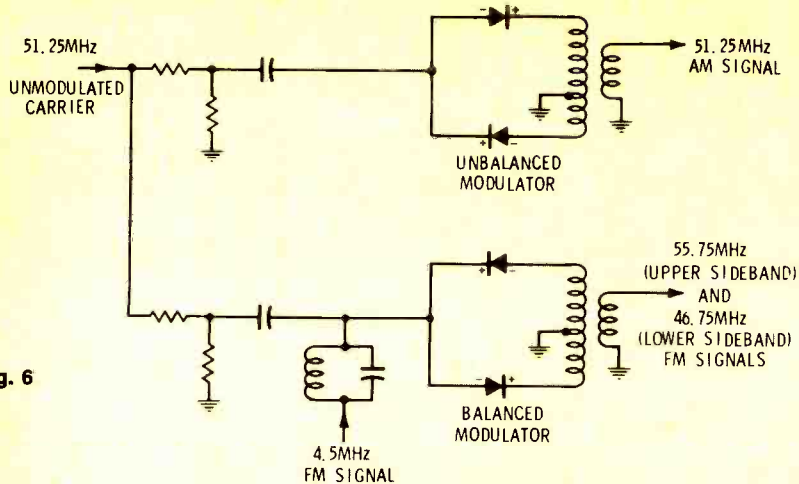 51.25MHz
UNMODULATED
CARRIER
- +
51.25MHz
AM SIGNAL
+ -
UNBALANCED
MODULATOR
+ -
55.75MHz
(UPPER SIDEBAND)
AND
46.75MHz
(LOWER SIDEBAND)
FM SIGNALS
- +
BALANCED
MODULATOR
4.5MHz
FM SIGNAL
g. 6